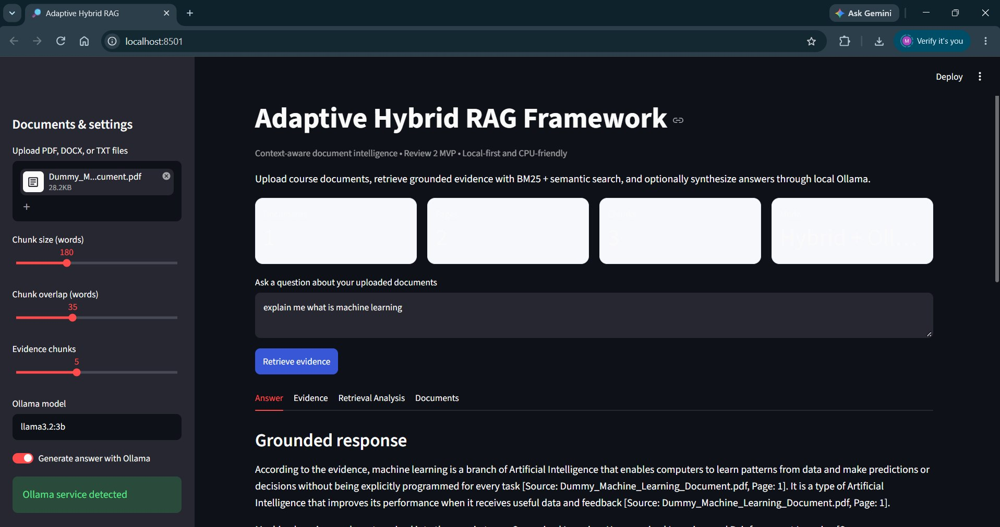 Adaptive Hybrid RAG
Ask Gemini
localhost:8501
M
Verify it's you
Deploy
Documents & settings
Upload PDF, DOCX, or TXT files
Dummy_M...cument.pdf
28.2KB
Chunk size (words)
180
Chunk overlap (words)
35
Evidence chunks
5
Ollama model
llama3.2:3b
Generate answer with Ollama
Ollama service detected
Adaptive Hybrid RAG Framework
Context-aware document intelligence • Review 2 MVP • Local-first and CPU-friendly
Upload course documents, retrieve grounded evidence with BM25 + semantic search, and optionally synthesize answers through local Ollama.
1
2
3
Hybrid + Oll...
Ask a question about your uploaded documents
explain me what is machine learning
Retrieve evidence
Answer Evidence Retrieval Analysis Documents
Grounded response
According to the evidence, machine learning is a branch of Artificial Intelligence that enables computers to learn patterns from data and make predictions or
decisions without being explicitly programmed for every task [Source: Dummy_Machine_Learning_Document.pdf, Page: 1]. It is a type of Artificial
Intelligence that improves its performance when it receives useful data and feedback [Source: Dummy_Machine_Learning_Document.pdf, Page: 1].